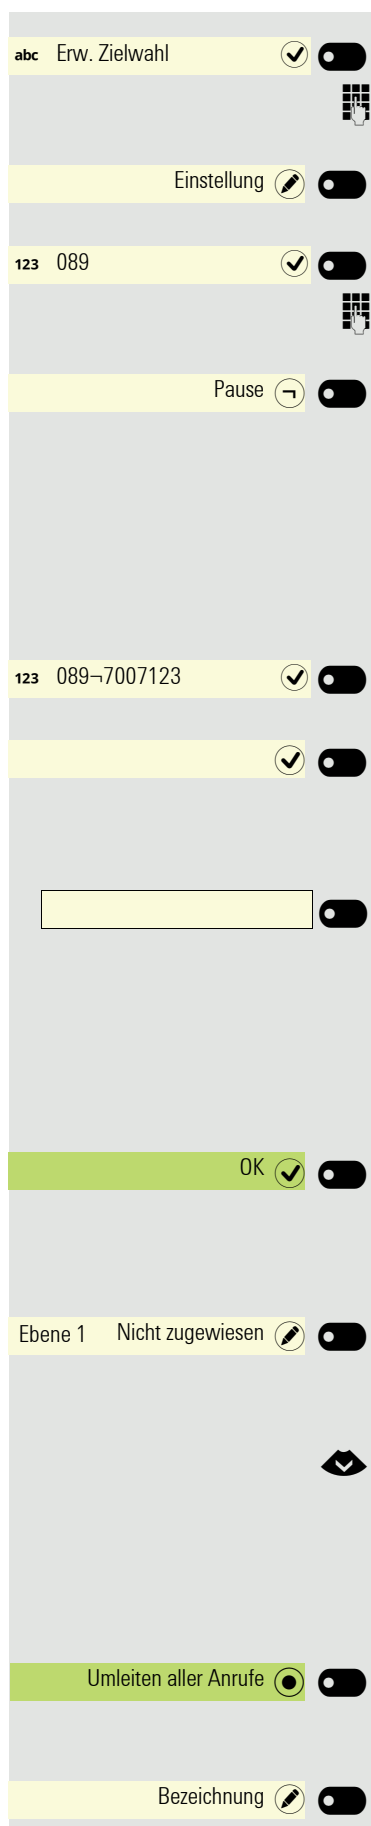 abc Erw. Zielwahl
Einstellung
123 089
Pause ¬
123 089¬7007123
OK
Ebene 1 Nicht zugewiesen
Umleiten aller Anrufe
Bezeichnung